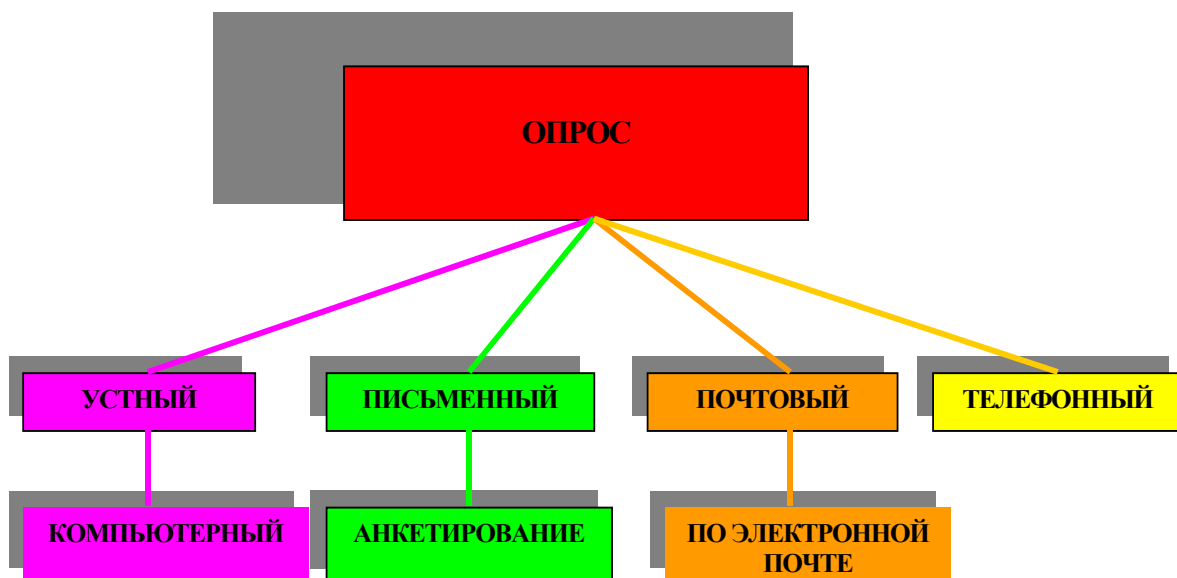 ОПРОС
УСТНЫЙ
ПИСЬМЕННЫЙ
ПОЧТОВЫЙ
ТЕЛЕФОННЫЙ
КОМПЬЮТЕРНЫЙ
АНКЕТИРОВАНИЕ
ПО ЭЛЕКТРОННОЙ
ПОЧТЕ